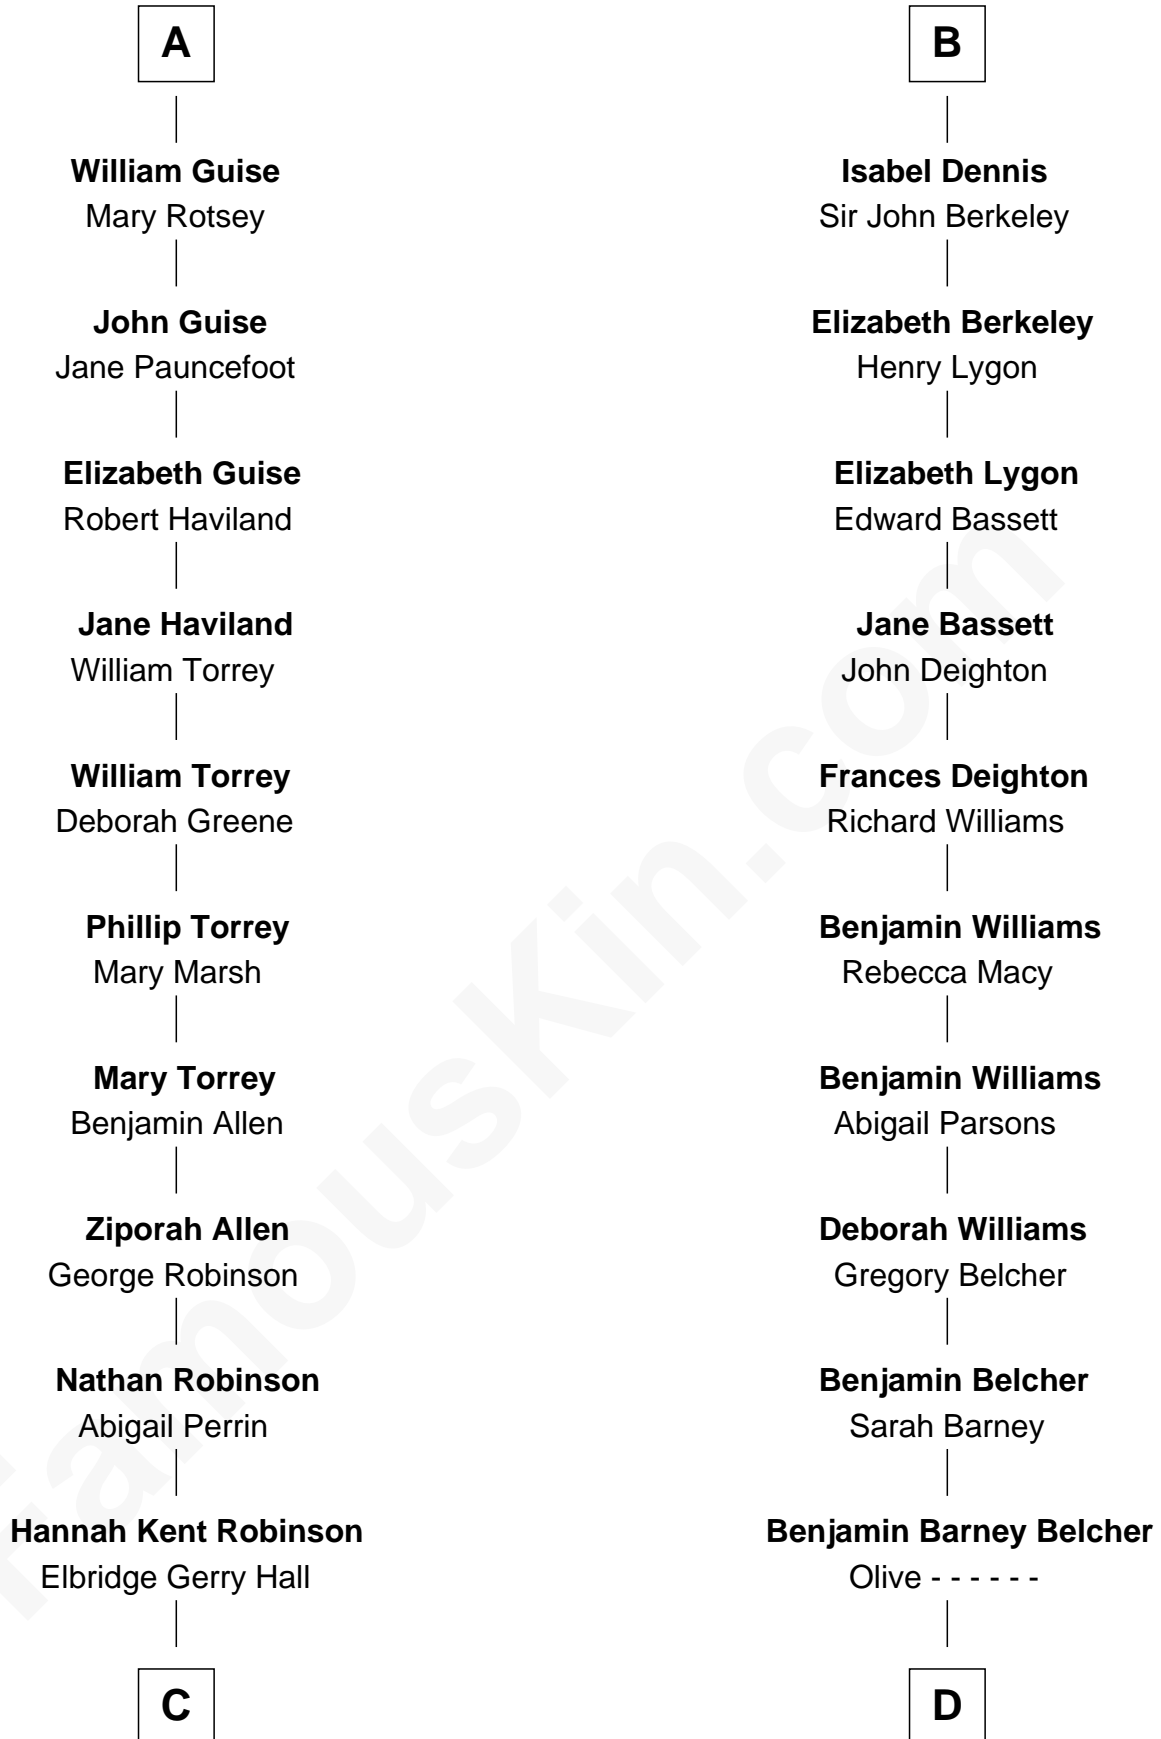 A
William Guise
Mary Rotsey
John Guise
Jane Pauncefoot
Elizabeth Guise
Robert Haviland
Jane Haviland
William Torrey
William Torrey
Deborah Greene
Phillip Torrey
Mary Marsh
Mary Torrey
Benjamin Allen
Ziporah Allen
George Robinson
Nathan Robinson
Abigail Perrin
Hannah Kent Robinson
Elbridge Gerry Hall
C
B
Isabel Dennis
Sir John Berkeley
Elizabeth Berkeley
Henry Lygon
Elizabeth Lygon
Edward Bassett
Jane Bassett
John Deighton
Frances Deighton
Richard Williams
Benjamin Williams
Rebecca Macy
Benjamin Williams
Abigail Parsons
Deborah Williams
Gregory Belcher
Benjamin Belcher
Sarah Barney
Benjamin Barney Belcher
Olive - - - - - -
D
FamousKin.com